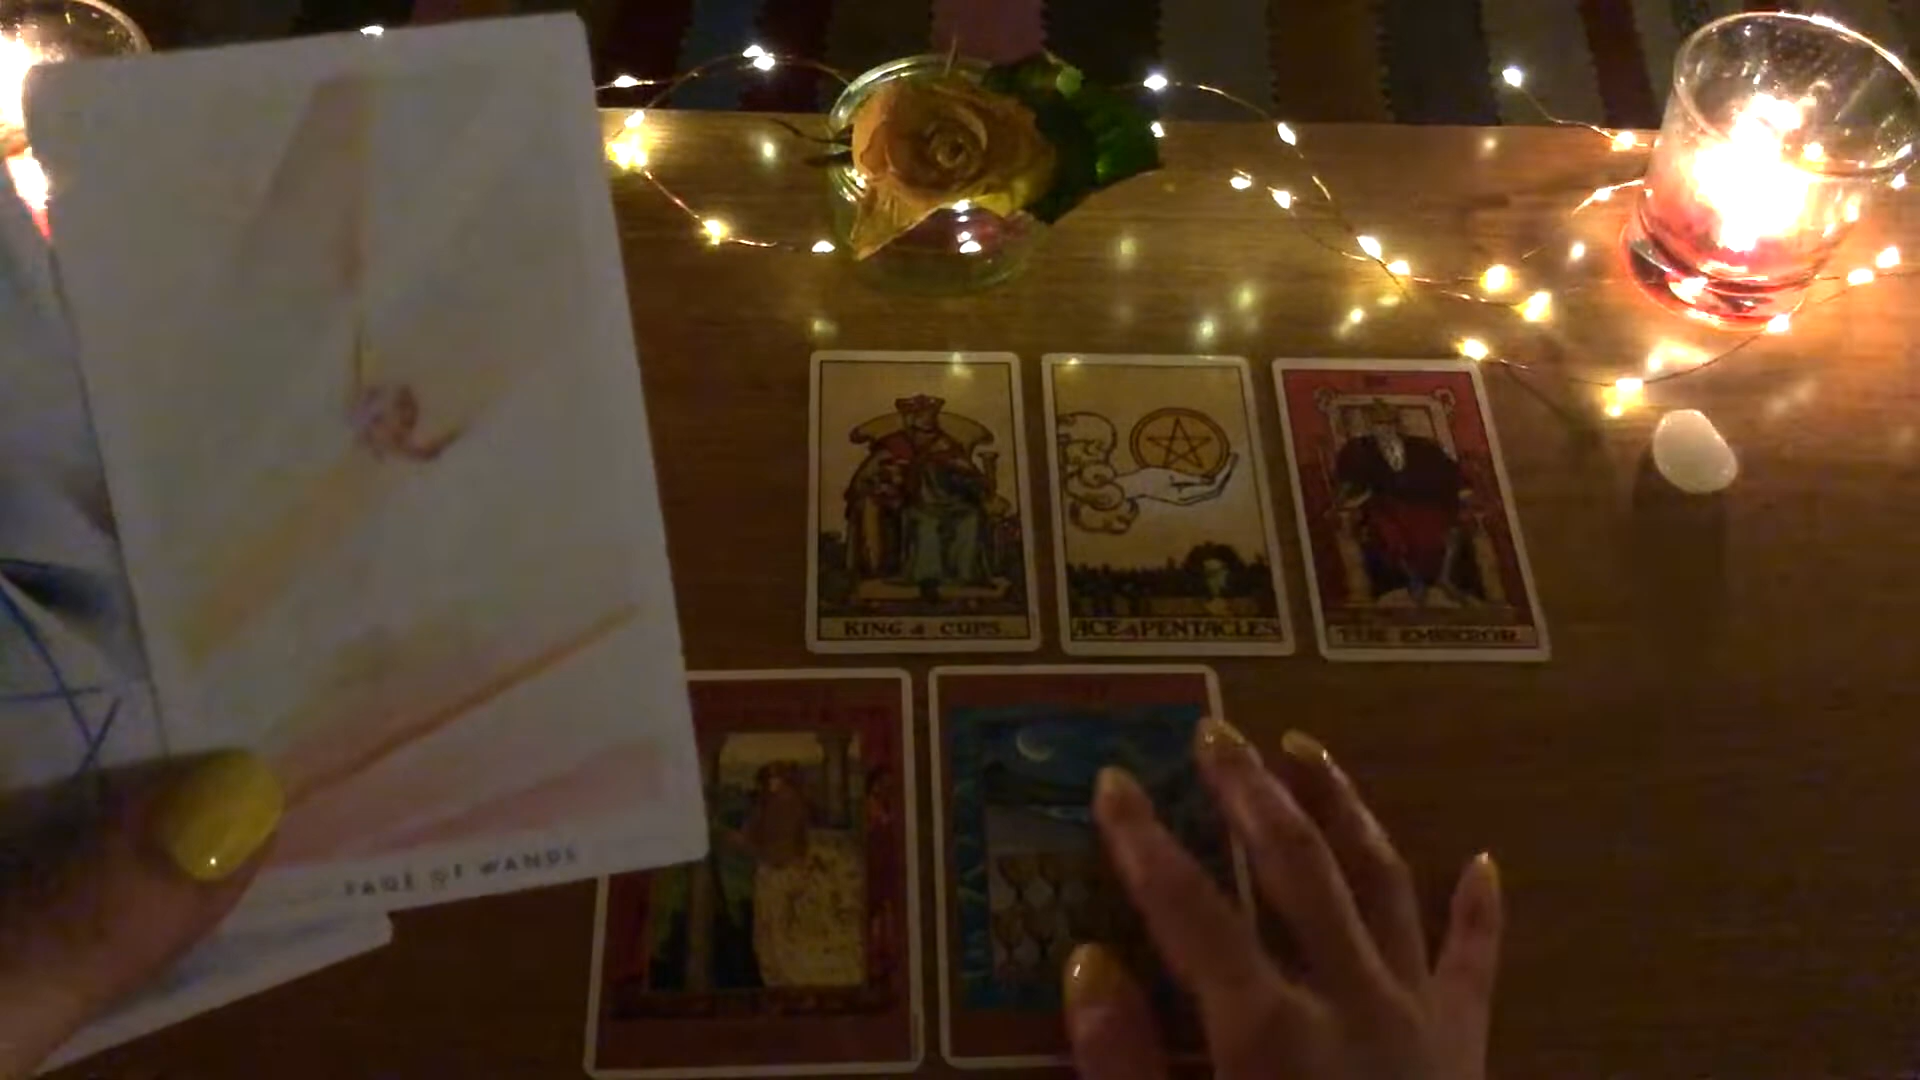 KING of CUPS.
ACE of PENTACLES.
THE EMPEROR.
PAGE OF WANDS